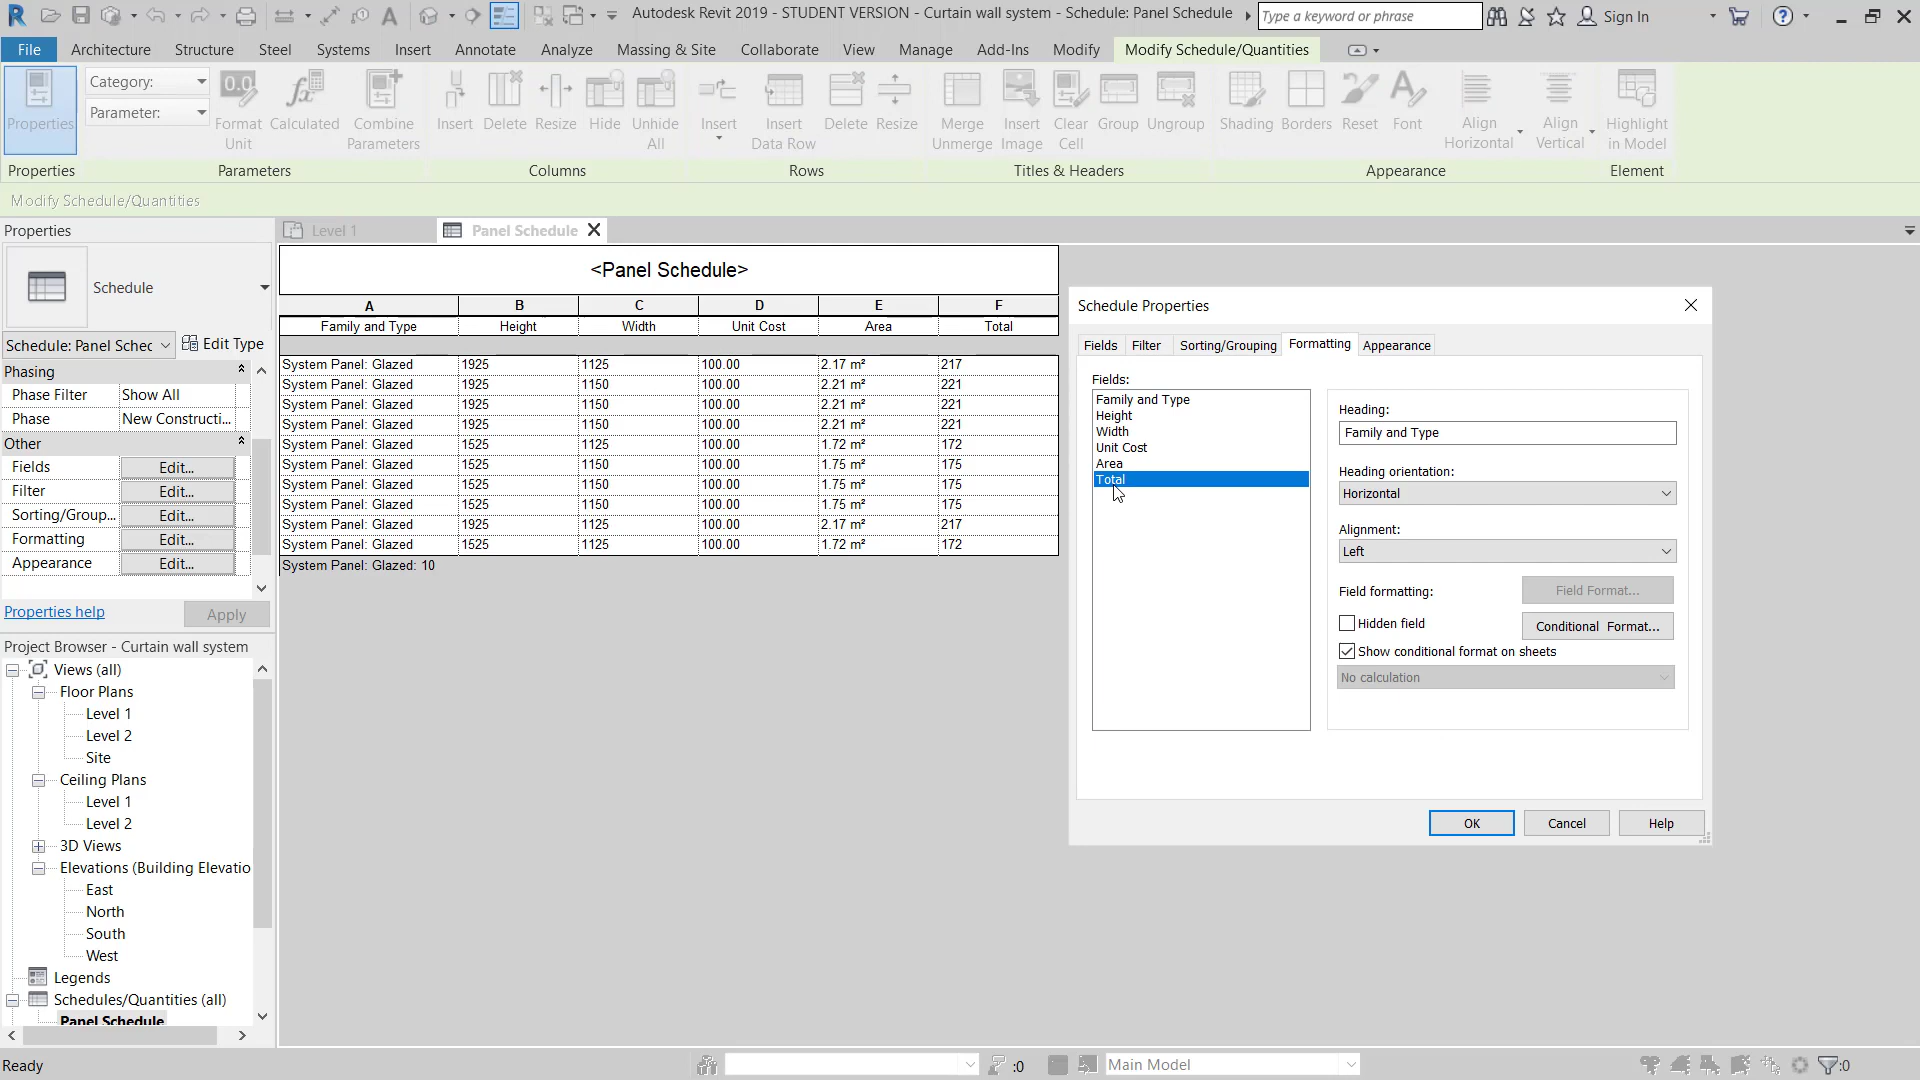 Autodesk Revit 2019 - STUDENT VERSION - Curtain wall system - Schedule: Panel Schedule
Type a keyword or phrase
Sign In
File Architecture Structure Steel Systems Insert Annotate Analyze Massing & Site Collaborate View Manage Add-Ins Modify Modify Schedule/Quantities
Category:
Parameter:
Properties
Format Unit
Calculated
Combine Parameters
Insert Delete Resize Hide Unhide All
Insert
Insert Data Row
Delete Resize
Merge Unmerge
Insert Image
Clear Cell
Group Ungroup
Shading Borders Reset Font
Align Horizontal
Align Vertical
Highlight in Model
Properties Parameters Columns Rows Titles & Headers Appearance Element
Modify Schedule/Quantities
Properties
Level 1
Panel Schedule
Schedule
Schedule: Panel Schec
Edit Type
Phasing
Phase Filter Show All
Phase New Constructi...
Other
Fields Edit...
Filter Edit...
Sorting/Group... Edit...
Formatting Edit...
Appearance Edit...
Properties help
Apply
Project Browser - Curtain wall system
Views (all)
Floor Plans
Level 1
Level 2
Site
Ceiling Plans
Level 1
Level 2
3D Views
Elevations (Building Elevatio
East
North
South
West
Legends
Schedules/Quantities (all)
Panel Schedule
<Panel Schedule>
A B C D E F
Family and Type Height Width Unit Cost Area Total
System Panel: Glazed 1925 1125 100.00 2.17 m² 217
System Panel: Glazed 1925 1150 100.00 2.21 m² 221
System Panel: Glazed 1925 1150 100.00 2.21 m² 221
System Panel: Glazed 1925 1150 100.00 2.21 m² 221
System Panel: Glazed 1525 1125 100.00 1.72 m² 172
System Panel: Glazed 1525 1150 100.00 1.75 m² 175
System Panel: Glazed 1525 1150 100.00 1.75 m² 175
System Panel: Glazed 1525 1150 100.00 1.75 m² 175
System Panel: Glazed 1925 1125 100.00 2.17 m² 217
System Panel: Glazed 1525 1125 100.00 1.72 m² 172
System Panel: Glazed: 10
Schedule Properties
Fields Filter Sorting/Grouping Formatting Appearance
Fields:
Family and Type
Height
Width
Unit Cost
Area
Total
Heading:
Family and Type
Heading orientation:
Horizontal
Alignment:
Left
Field formatting:
Field Format...
Hidden field
Conditional Format...
Show conditional format on sheets
No calculation
OK Cancel Help
Ready
:0
Main Model
:0